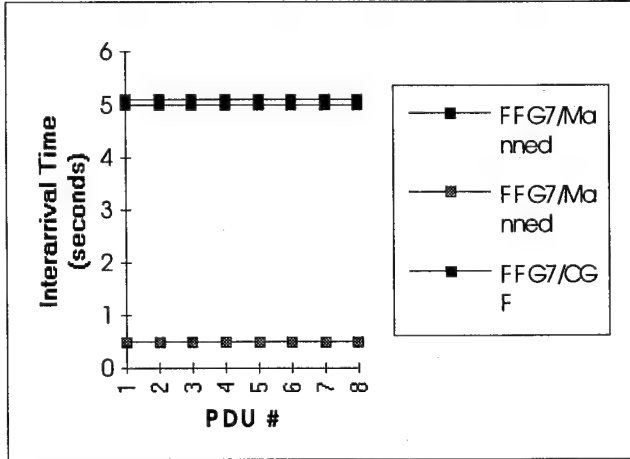 6
5
4
3
2
1
0
Interarrival Time
(seconds)
1 2 3 4 5 6 7 8
PDU #
FFG7/Ma
nned
FFG7/Ma
nned
FFG7/CG
F